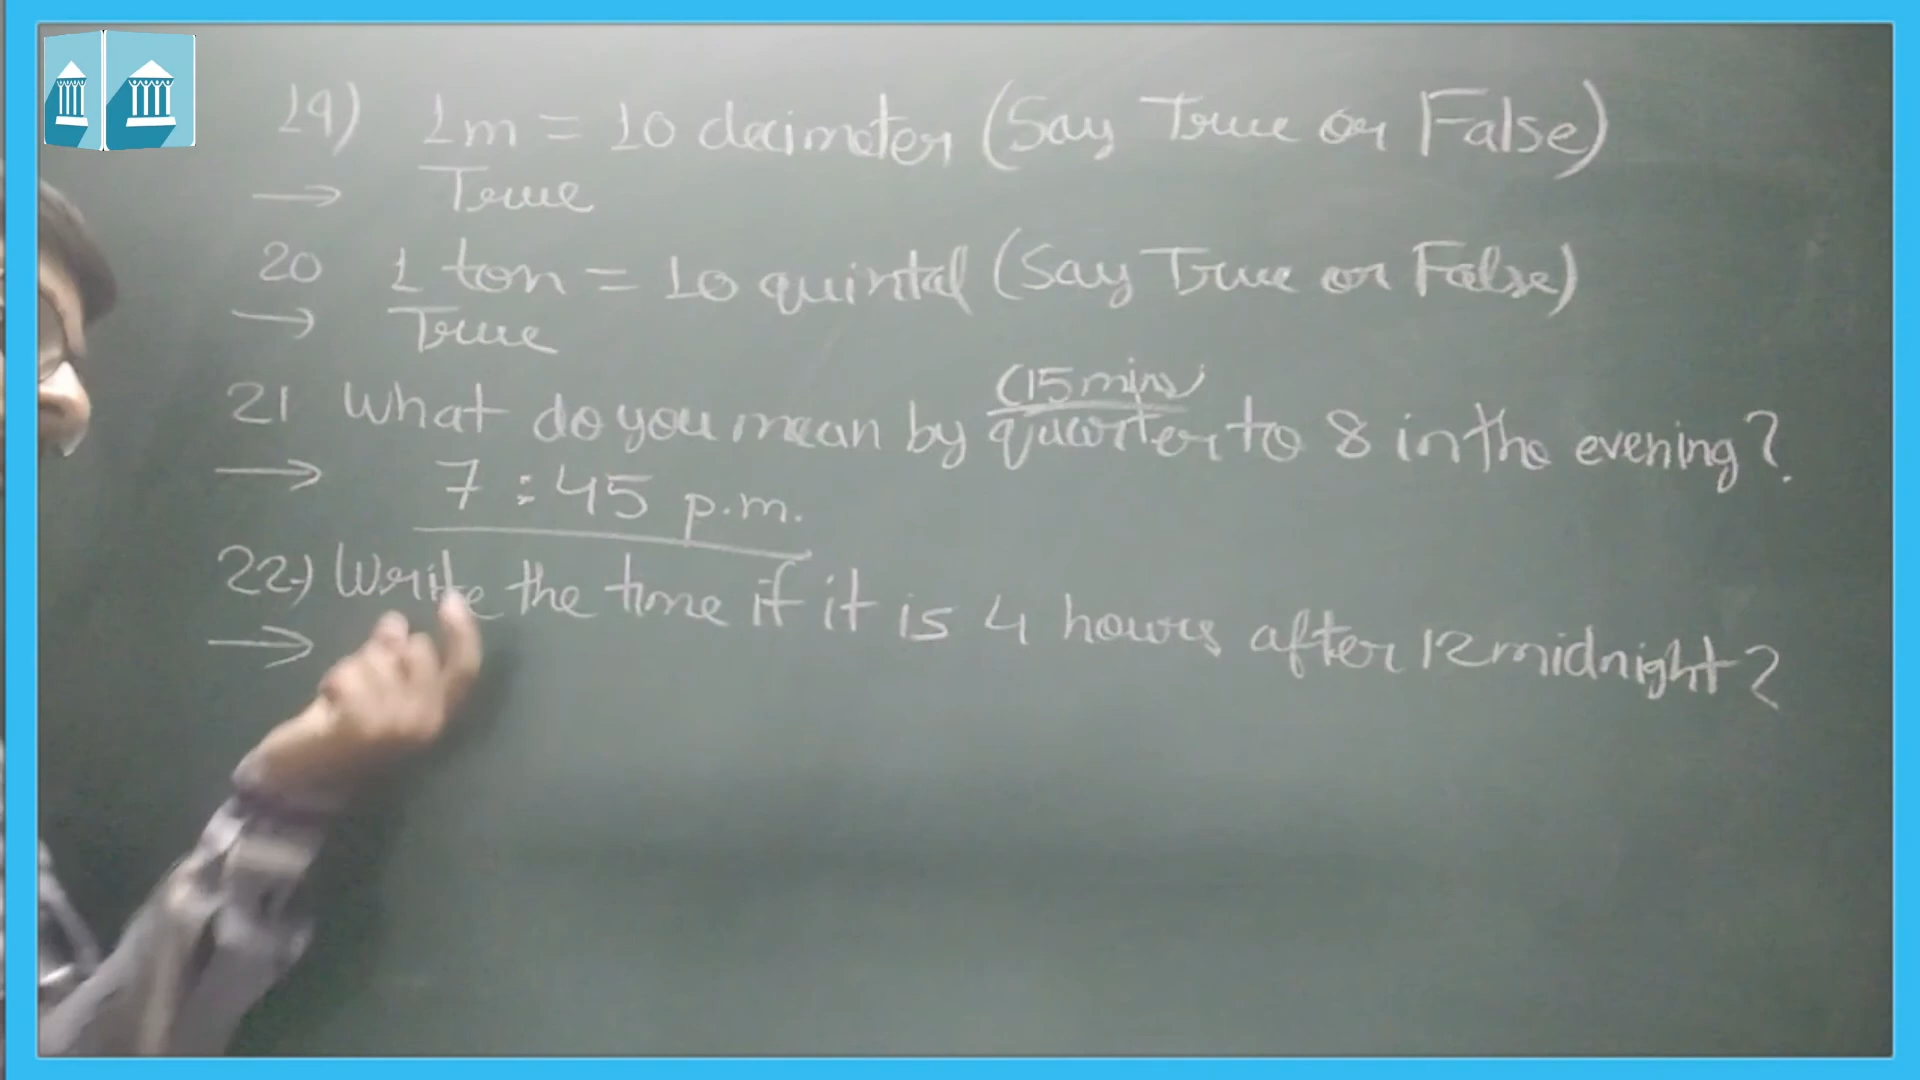 19) 1m = 10 decimeter (Say True or False)
→ True
20 1 ton = 10 quintal (Say True or False)
→ True
(15 mins)
21 What do you mean by quarter to 8 in the evening?
→ 7:45 p.m.
22) Write the time if it is 4 hours after 12 midnight?
→